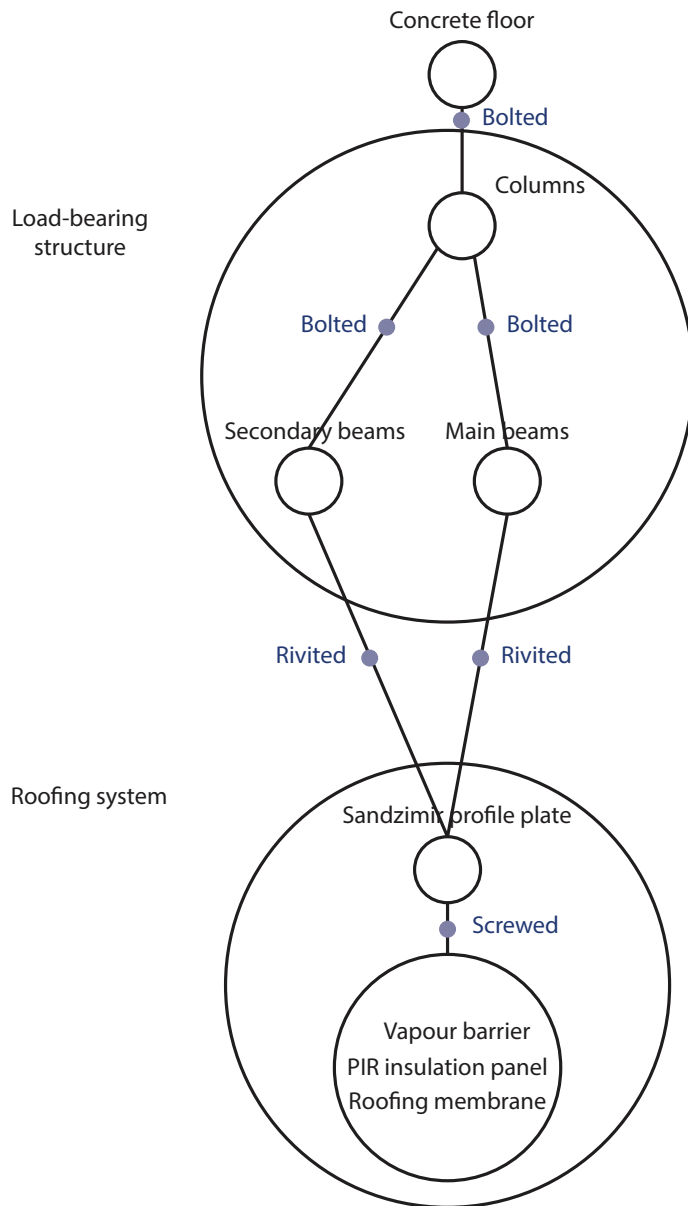 Concrete floor
Bolted
Columns
Load-bearing
structure
Bolted
Bolted
Secondary beams
Main beams
Rivited
Rivited
Roofing system
Sandzimir profile plate
Screwed
Vapour barrier
PIR insulation panel
Roofing membrane